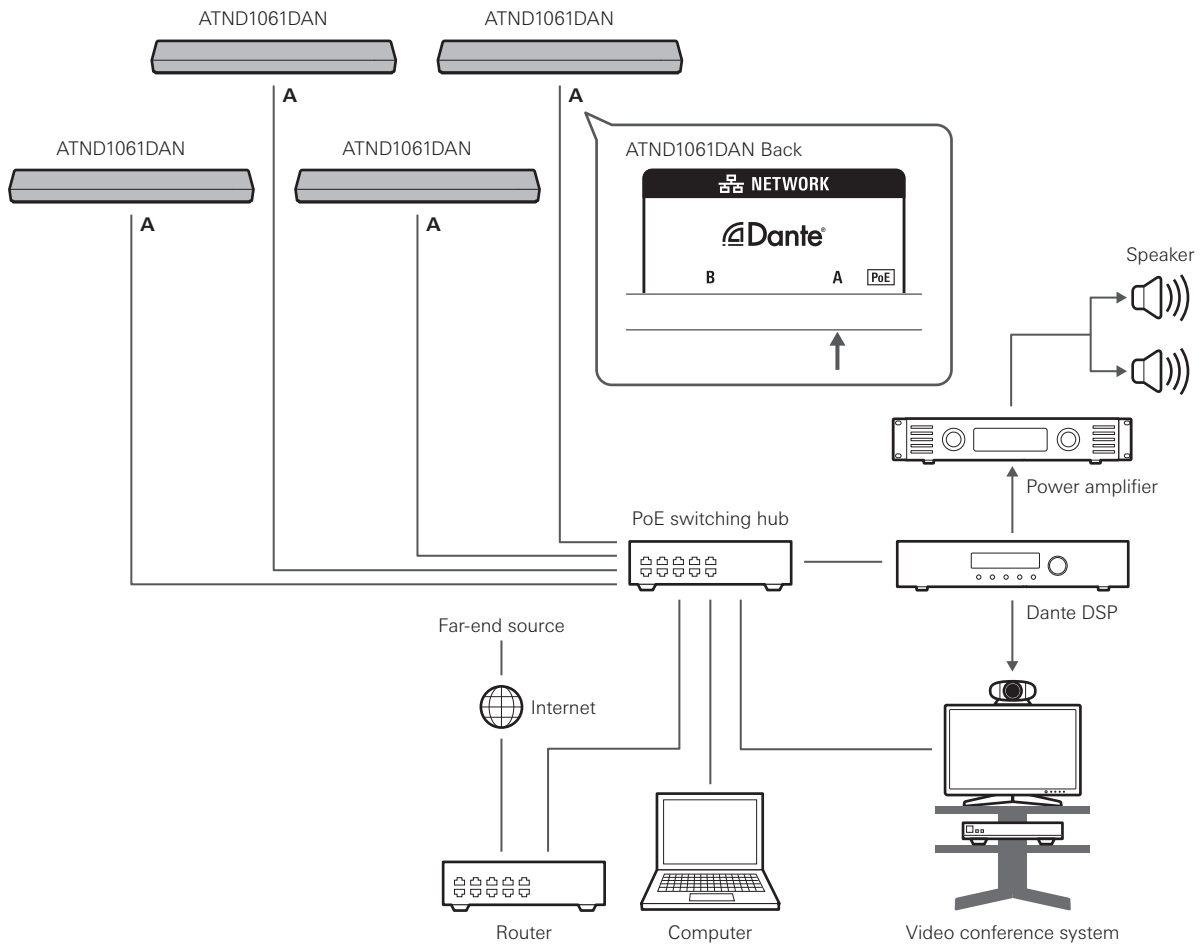 ATND1061DAN
ATND1061DAN
A
A
ATND1061DAN
ATND1061DAN
A
A
ATND1061DAN Back
NETWORK
Dante®
B
A
PoE
Speaker
Power amplifier
PoE switching hub
Dante DSP
Far-end source
Internet
Router
Computer
Video conference system